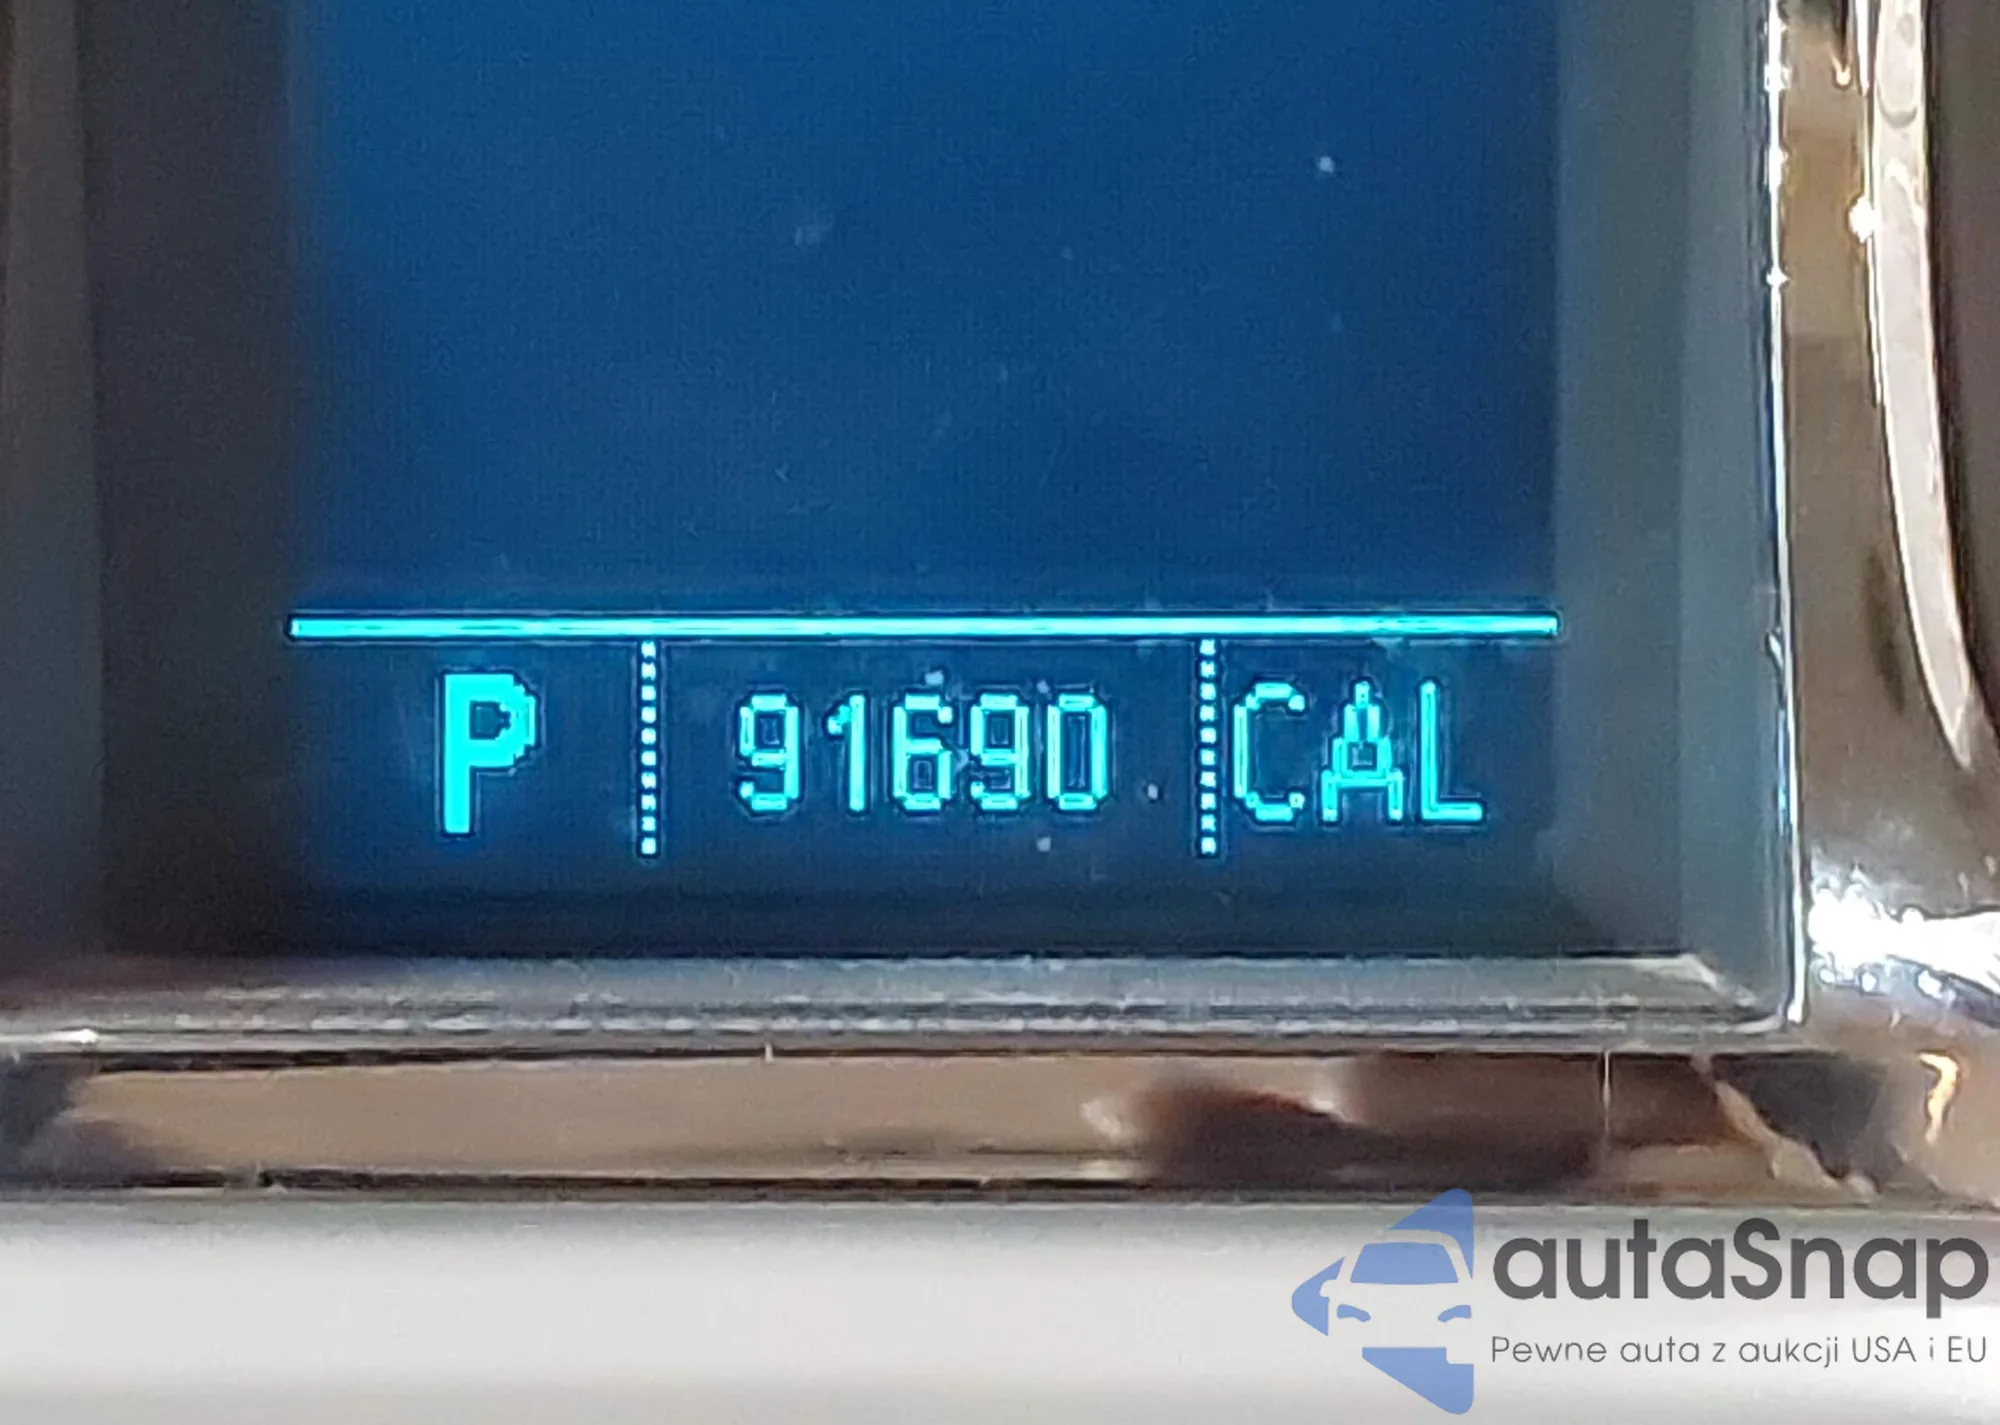 P 91690 CAL
autaSnap
Pewne auta z aukcji USA i EU